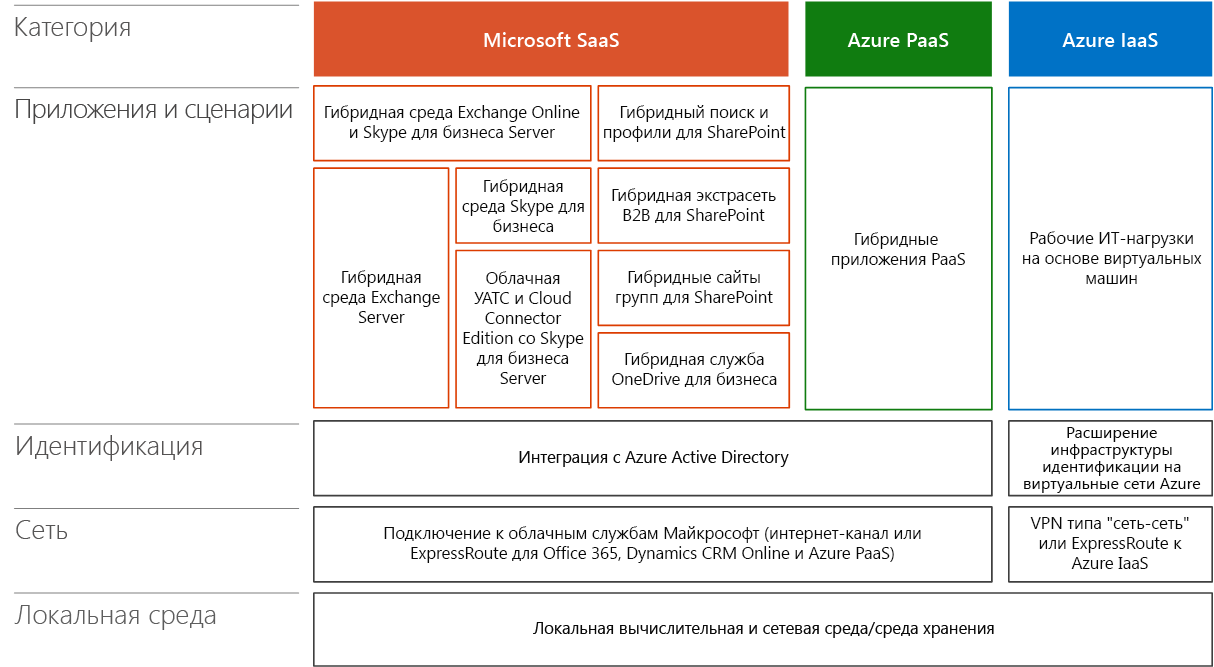 Категория
Microsoft SaaS
Azure PaaS
Azure IaaS
Приложения и сценарии
Гибридная среда Exchange Online
и Skype для бизнеса Server
Гибридный поиск и
профили для SharePoint
Гибридная
среда Exchange
Server
Гибридная
среда Skype для
бизнеса
Гибридная экстрасеть
B2B для SharePoint
Облачная
УАТС и Cloud
Connector
Edition со Skype
для бизнеса
Server
Гибридные сайты
групп для SharePoint
Гибридная служба
OneDrive для бизнеса
Гибридные
приложения PaaS
Рабочие ИТ-нагрузки
на основе виртуальных
машин
Идентификация
Интеграция с Azure Active Directory
Расширение
инфраструктуры
идентификации на
виртуальные сети Azure
Сеть
Подключение к облачным службам Майкрософт (интернет-канал или
ExpressRoute для Office 365, Dynamics CRM Online и Azure PaaS)
VPN типа "сеть-сеть"
или ExpressRoute к
Azure IaaS
Локальная среда
Локальная вычислительная и сетевая среда/среда хранения